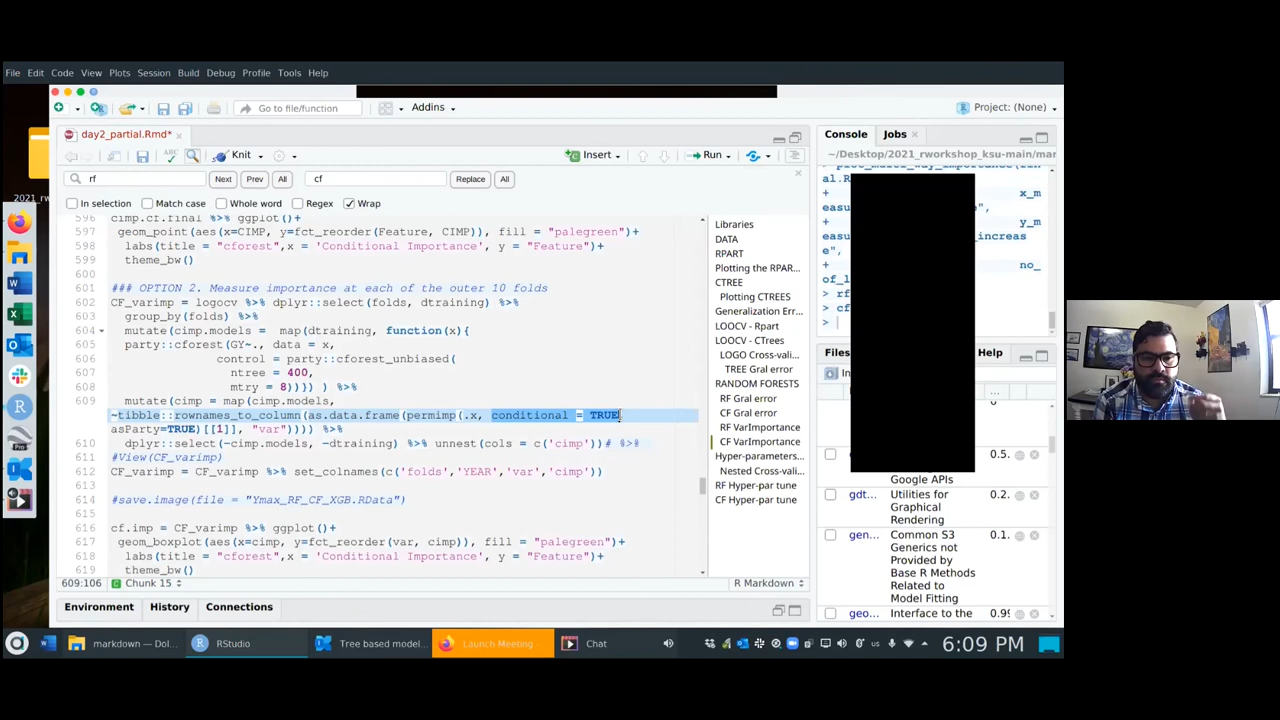 File Edit Code View Plots Session Build Debug Profile Tools Help
Go to file/function
Addins
Project: (None)
day2_partial.Rmd*
Knit
Insert
Run
rf
Next
Prev
All
cf
Replace
All
In selection
Match case
Whole word
Regex
Wrap
596 cimp.cf.final %>% ggplot()+
597 geom_point(aes(x=CIMP, y=fct_reorder(Feature, CIMP)), fill = "palegreen")+
598 labs(title = "cforest",x = 'Conditional Importance', y = "Feature")+
599 theme_bw()
600
601 ### OPTION 2. Measure importance at each of the outer 10 folds
602 CF_varimp = logocv %>% dplyr::select(folds, dtraining) %>%
603 group_by(folds) %>%
604 mutate(cimp.models = map(dtraining, function(x){
605 party::cforest(GY~., data = x,
606 control = party::cforest_unbiased(
607 ntree = 400,
608 mtry = 8)))) ) %>%
609 mutate(cimp = map(cimp.models,
~tibble::rownames_to_column(as.data.frame(permimp(.x, conditional = TRUE
asParty=TRUE)[[1]], "var")))) %>%
610 dplyr::select(-cimp.models, -dtraining) %>% unnest(cols = c('cimp'))# %>%
611 #View(CF_varimp)
612 CF_varimp = CF_varimp %>% set_colnames(c('folds','YEAR','var','cimp'))
613
614 #save.image(file = "Ymax_RF_CF_XGB.RData")
615
616 cf.imp = CF_varimp %>% ggplot()+
617 geom_boxplot(aes(x=cimp, y=fct_reorder(var, cimp)), fill = "palegreen")+
618 labs(title = "cforest",x = 'Conditional Importance', y = "Feature")+
619 theme_bw()
609:106
Chunk 15
R Markdown
Libraries
DATA
RPART
Plotting the RPAR...
CTREE
Plotting CTREES
Generalization Err...
LOOCV - Rpart
LOOCV - CTrees
LOGO Cross-vali...
TREE Gral error
RANDOM FORESTS
RF Gral error
CF Gral error
RF VarImportance
CF VarImportance
Hyper-parameters...
Nested Cross-vali...
RF Hyper-par tune
CF Hyper-par tune
Environment History Connections
Console
Jobs
~/Desktop/2021_rworkshop_ksu-main/mar
al.R
+ x_m
easu
+ y_m
easu
e",
+ no_
of_l
> rf
> cf
>
Files
Help
...
0.5.
Google APIs
gdt...
Utilities for
Graphical
Rendering
0.2.
gen...
Common S3
Generics not
Provided by
Base R Methods
Related to
Model Fitting
0.1.
geo...
Interface to the
0.99
markdown — Dol...
RStudio
Tree based model...
Launch Meeting
Chat
us
6:09 PM